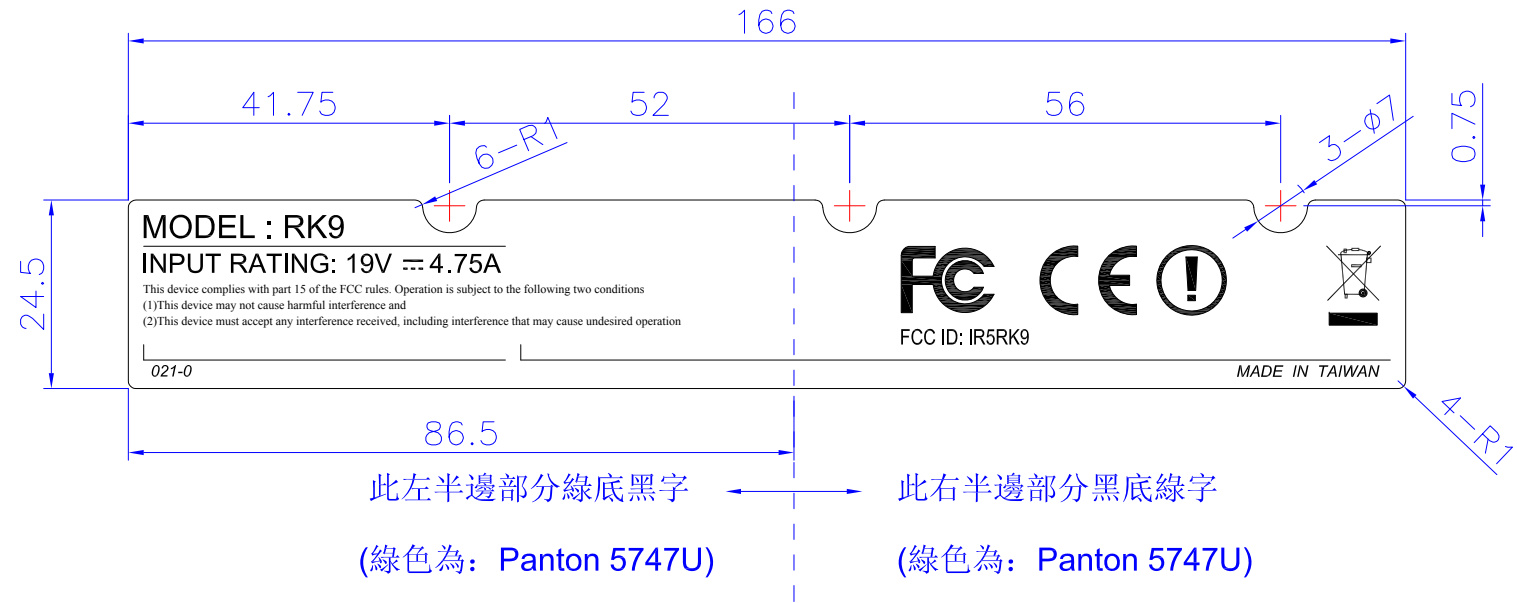 166
41.75
52
56
6-R1
3-ø7
0.75
24.5
MODEL : RK9
INPUT RATING: 19V ⎓ 4.75A
This device complies with part 15 of the FCC rules. Operation is subject to the following two conditions
(1)This device may not cause harmful interference and
(2)This device must accept any interference received, including interference that may cause undesired operation
FC CE
FCC ID: IR5RK9
021-0
MADE IN TAIWAN
4-R1
86.5
此左半邊部分綠底黑字
此右半邊部分黑底綠字
(綠色為：Panton 5747U)
(綠色為：Panton 5747U)